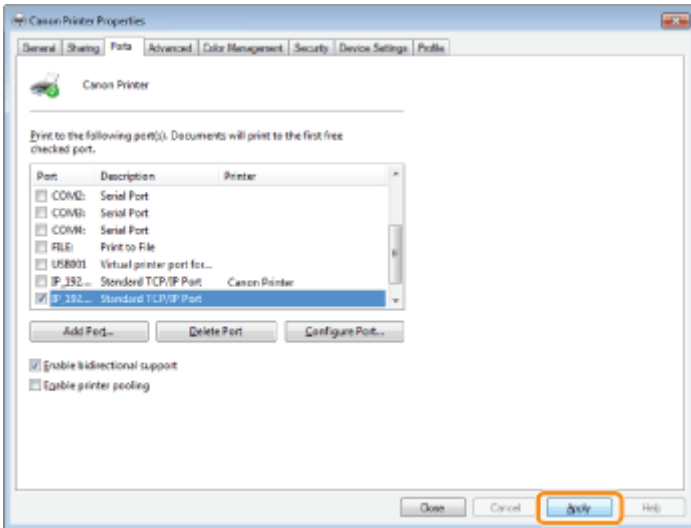 Canon Printer Properties
General Sharing Ports Advanced Color Management Security Device Settings Profile
Canon Printer
Print to the following port(s). Documents will print to the first free
checked port.
Port Description Printer
COM2: Serial Port
COM3: Serial Port
COM4: Serial Port
FILE: Print to File
USB001 Virtual printer port for...
IP_192.... Standard TCP/IP Port Canon Printer
IP_192.... Standard TCP/IP Port
Add Port... Delete Port Configure Port...
Enable bidirectional support
Enable printer pooling
Close Cancel Apply Help